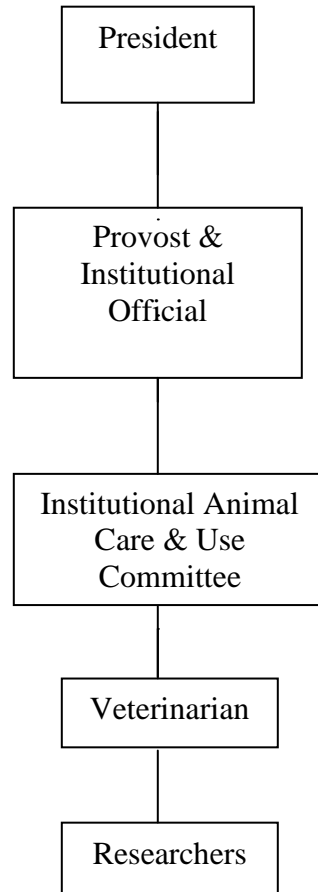 President
Provost &
Institutional
Official
Institutional Animal
Care & Use
Committee
Veterinarian
Researchers